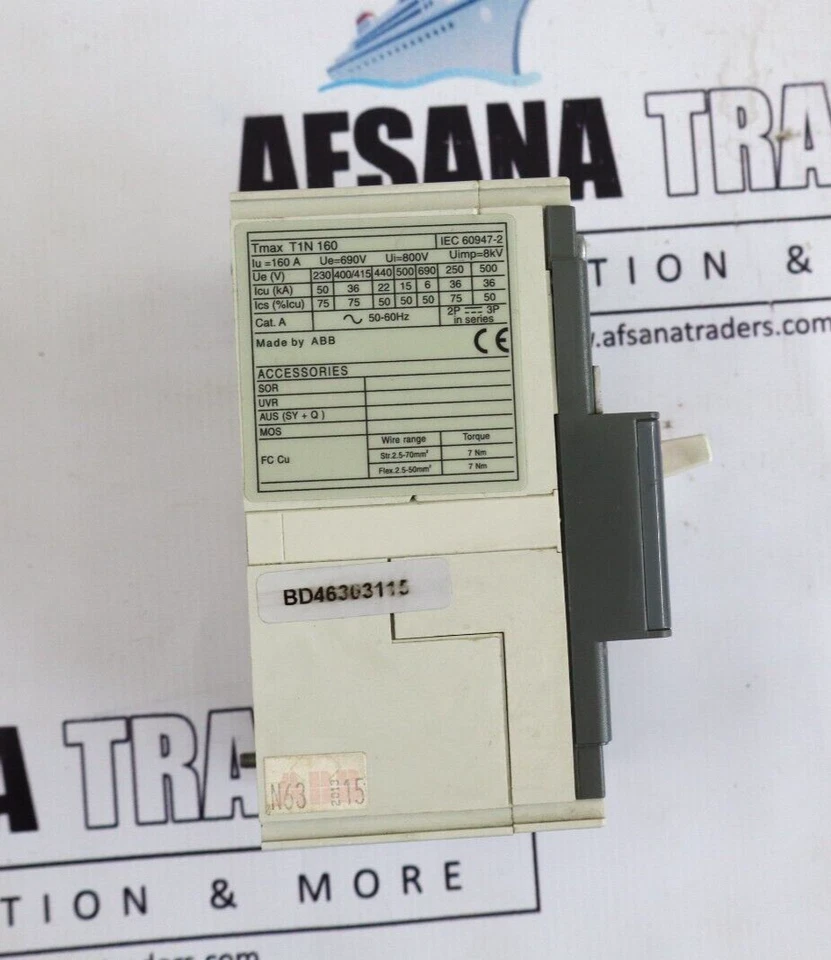 AFSANA TRA
TION &
w.afsanatraders.com
Tmax T1N 160 IEC 60947-2
Iu =160 A Ue=690V Ui=800V Uimp=8kV
Ue (V) 230 400/415 440 500 690 250 500
Icu (kA) 50 36 22 15 6 36 36
Ics (%Icu) 75 75 50 50 50 75 50
Cat. A 50-60Hz 2P 3P
in series
Made by ABB CE
ACCESSORIES
SOR
UVR
AUS (SY + Q )
MOS
FC Cu Wire range Torque
Str.2.5-70mm² 7 Nm
Flex.2.5-50mm² 7 Nm
BD46303115
N63 15
A TRA
TION & MORE
ders.com